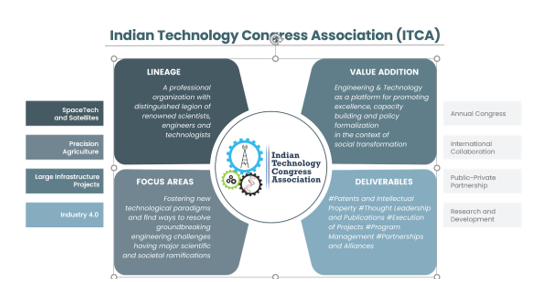 Indian Technology Congress Association (ITCA)
LINEAGE
A professional
organization with
distinguished legion of
renowned scientists,
engineers and
technologists
VALUE ADDITION
Engineering & Technology
as a platform for promoting
excellence, capacity
building and policy
formalization
in the context of
social transformation
SpaceTech
and Satellites
Precision
Agriculture
Large Infrastructure
Projects
Industry 4.0
Indian
Technology
Congress
Association
Annual Congress
International
Collaboration
Public-Private
Partnership
Research and
Development
FOCUS AREAS
Fostering new
technological paradigms
and find ways to resolve
groundbreaking
engineering challenges
having major scientific
and societal ramifications
DELIVERABLES
#Patents and Intellectual
Property #Thought Leadership
and Publications #Execution
of Projects #Program
Management #Partnerships
and Alliances